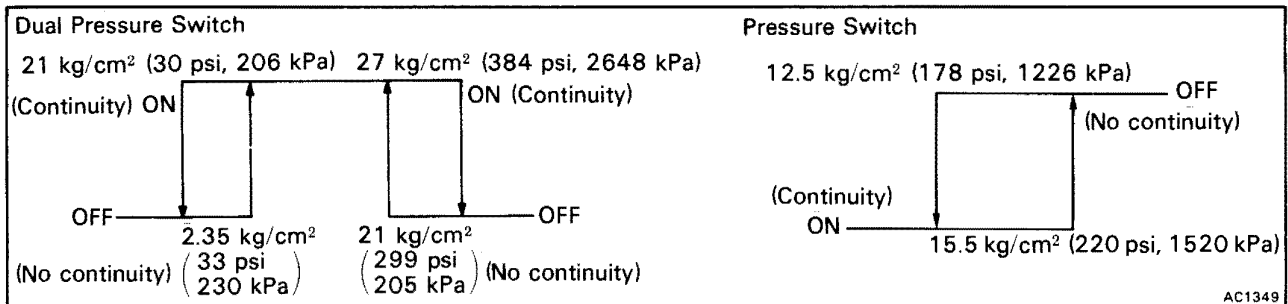 Dual Pressure Switch
21 kg/cm² (30 psi, 206 kPa) 27 kg/cm² (384 psi, 2648 kPa)
(Continuity) ON
ON (Continuity)
OFF
OFF
2.35 kg/cm² 21 kg/cm²
(No continuity) (33 psi 230 kPa) (299 psi 205 kPa) (No continuity)
Pressure Switch
12.5 kg/cm² (178 psi, 1226 kPa)
OFF
(No continuity)
(Continuity)
ON
15.5 kg/cm² (220 psi, 1520 kPa)
AC1349